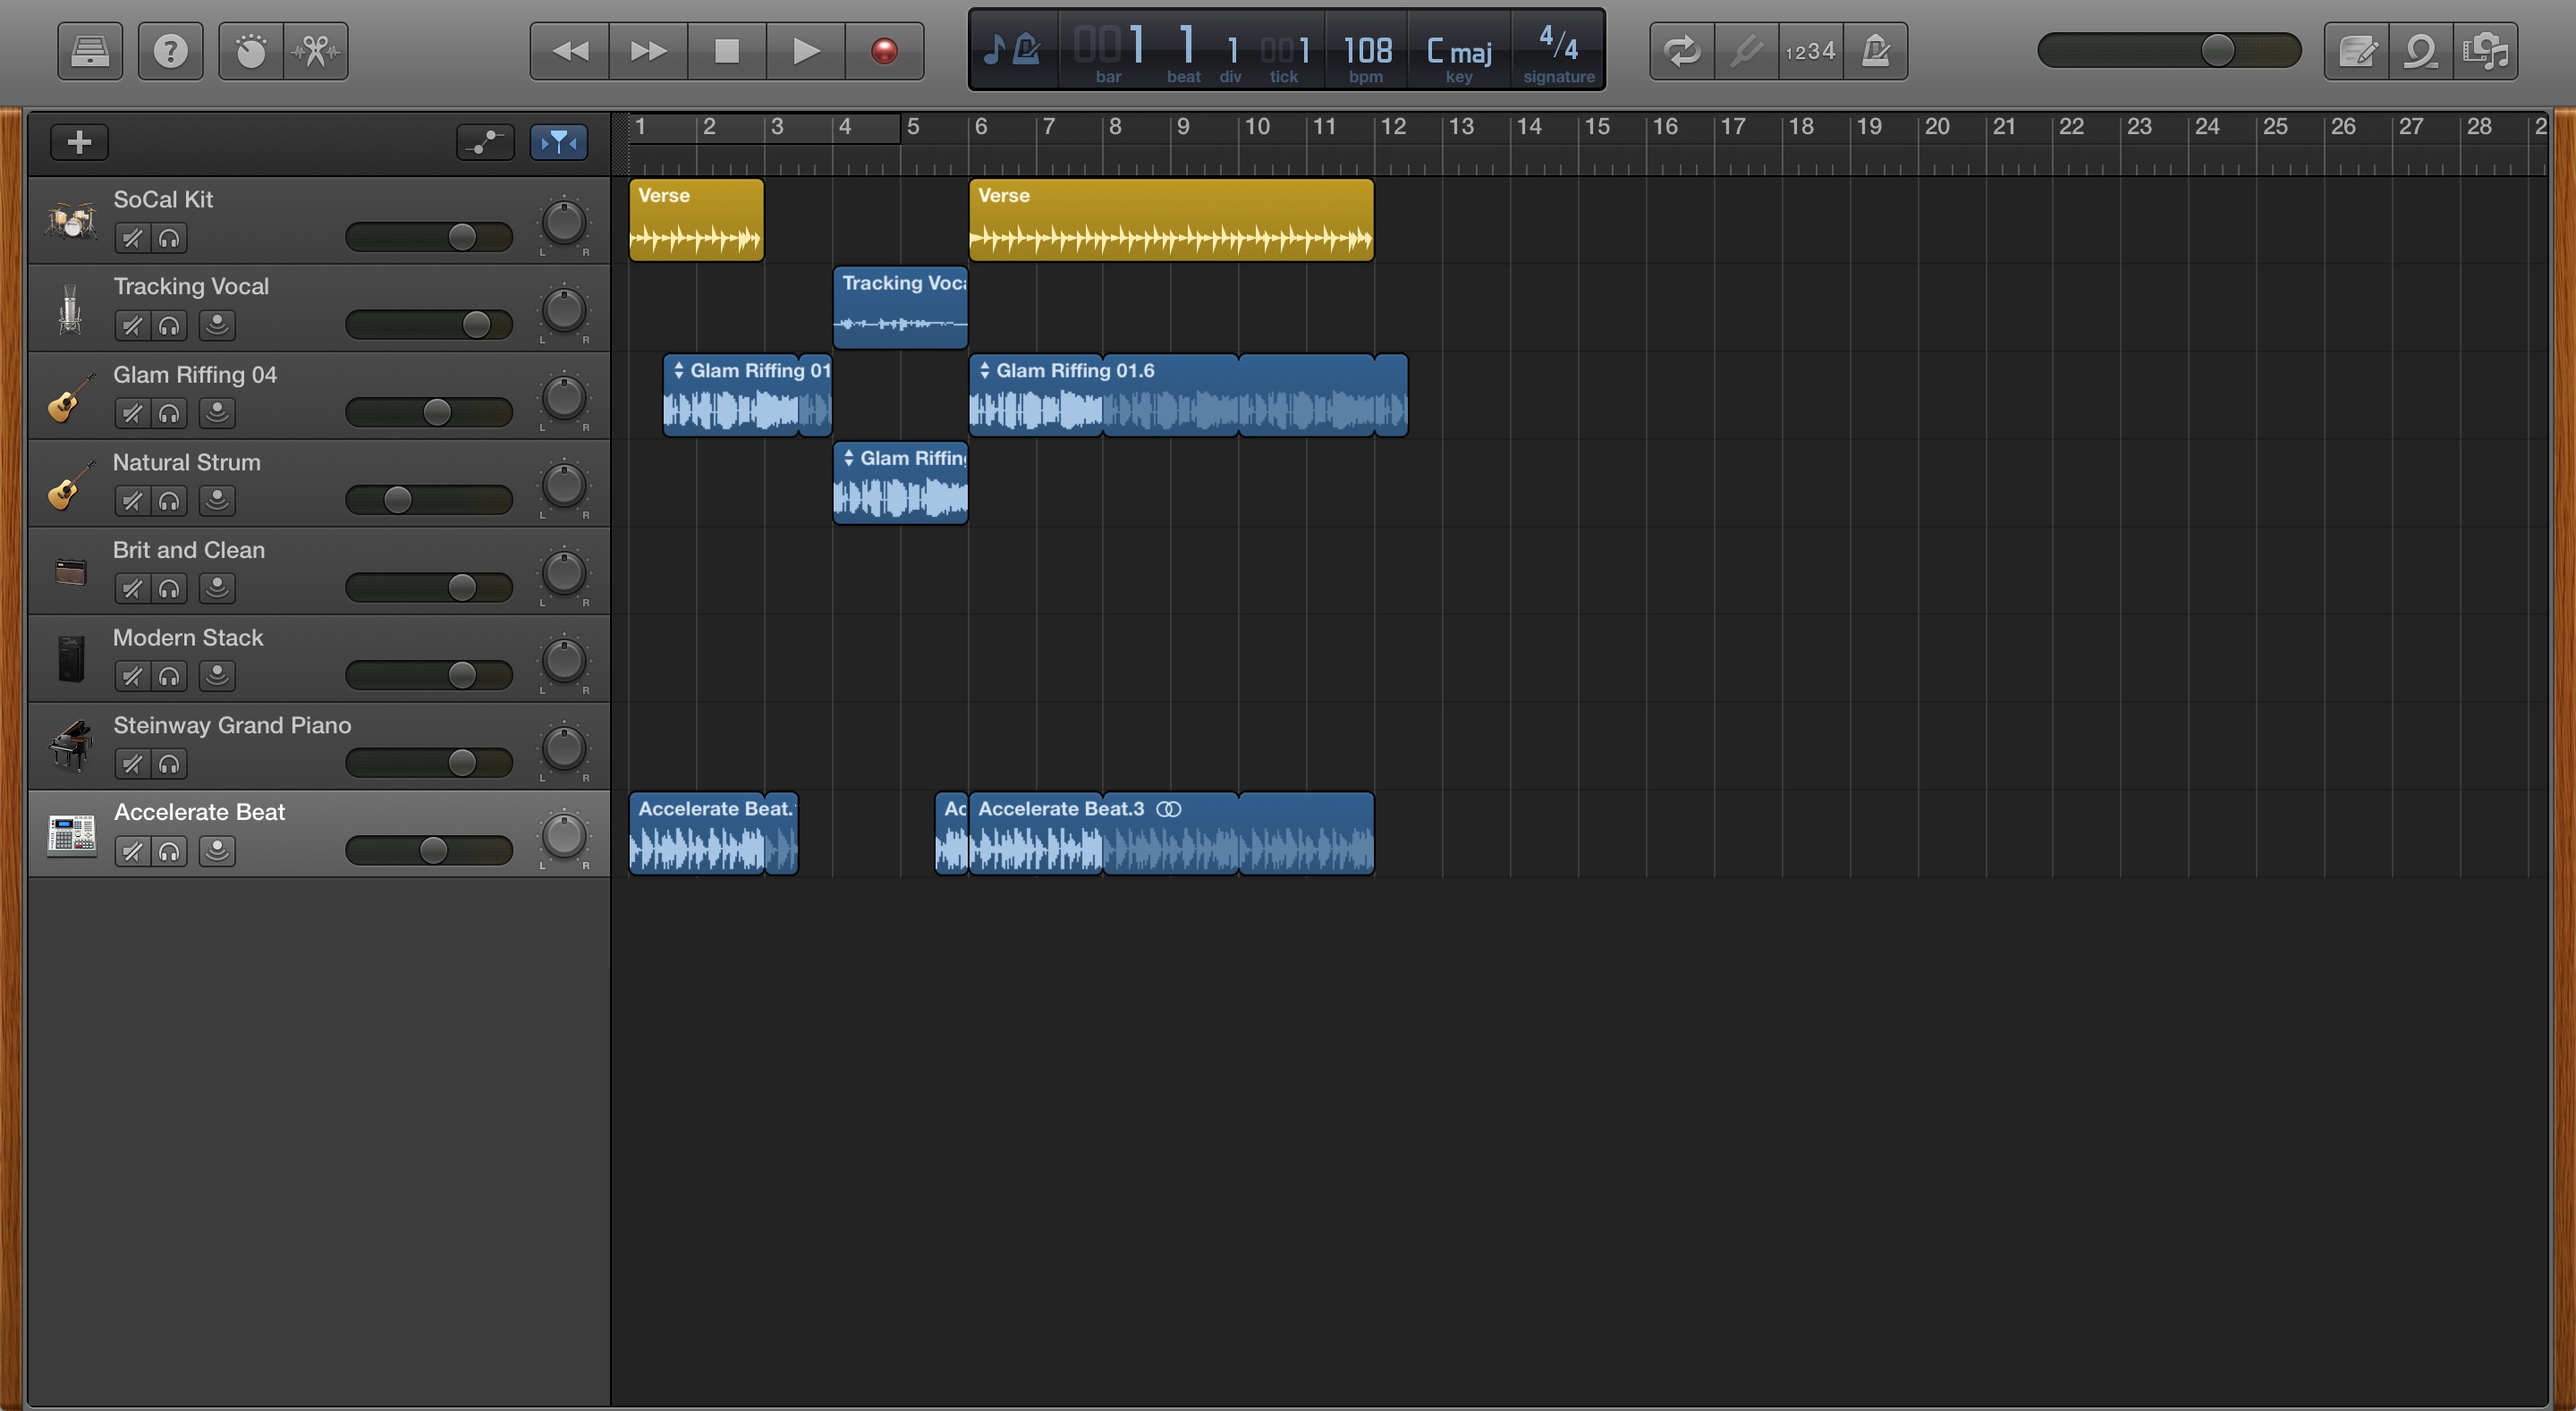 001 1 1 001 108 C maj 4/4
bar beat div tick bpm key signature
1234
1 2 3 4 5 6 7 8 9 10 11 12 13 14 15 16 17 18 19 20 21 22 23 24 25 26 27 28 2
SoCal Kit
L R
Verse Verse
Tracking Vocal
L R
Tracking Voca
Glam Riffing 04
L R
Glam Riffing 01 Glam Riffing 01.6
Natural Strum
L R
Glam Riffing
Brit and Clean
L R
Modern Stack
L R
Steinway Grand Piano
L R
Accelerate Beat
L R
Accelerate Beat. Ac Accelerate Beat.3